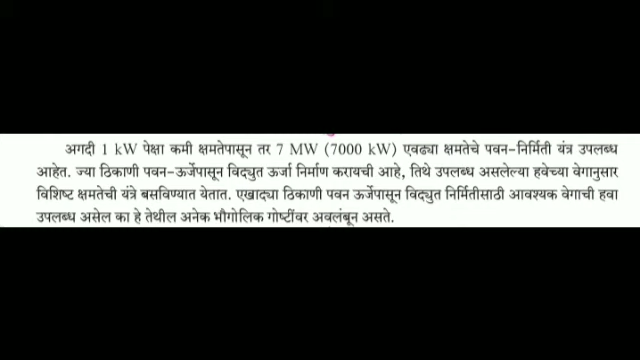 अगदी 1 kW पेक्षा कमी क्षमतेपासून तर 7 MW (7000 kW) एवढ्या क्षमतेचे पवन-निर्मिती यंत्र उपलब्ध
आहेत. ज्या ठिकाणी पवन-ऊर्जेपासून विद्युत ऊर्जा निर्माण करायची आहे, तिथे उपलब्ध असलेल्या हवेच्या वेगानुसार
विशिष्ट क्षमतेची यंत्रे बसविण्यात येतात. एखाद्या ठिकाणी पवन ऊर्जेपासून विद्युत निर्मितीसाठी आवश्यक वेगाची हवा
उपलब्ध असेल का हे तेथील अनेक भौगोलिक गोष्टींवर अवलंबून असते.